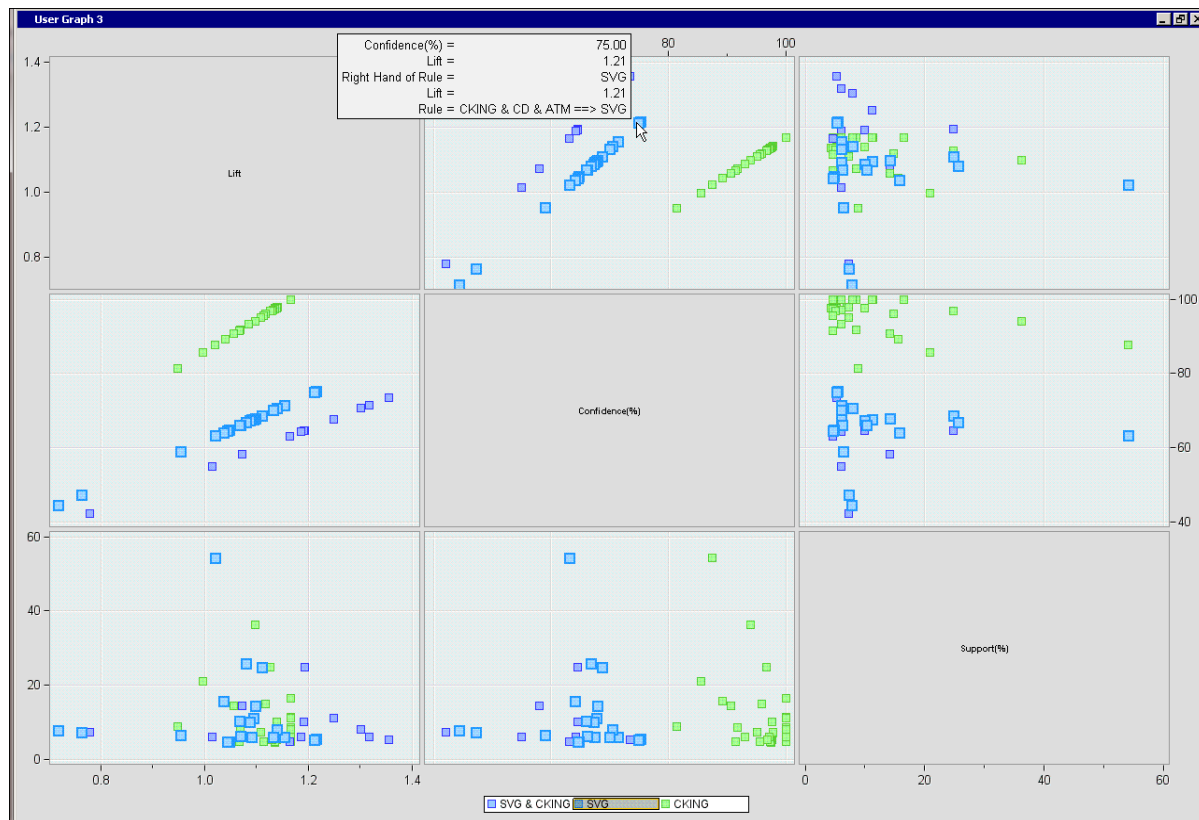 User Graph 3
Confidence(%) = 75.00
Lift = 1.21
Right Hand of Rule = SVG
Lift = 1.21
Rule = CKING & CD & ATM ==> SVG
80 100
1.4
1.2
1.0
0.8
Lift
Confidence(%)
100
80
60
40
60
40
20
0
Support(%)
0.8 1.0 1.2 1.4
0 20 40 60
SVG & CKING SVG CKING